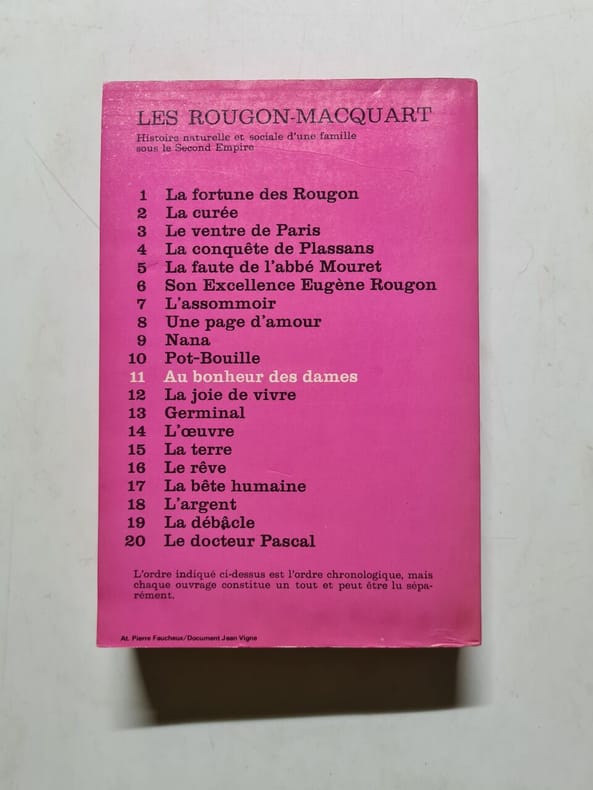 LES ROUGON-MACQUART
Histoire naturelle et sociale d'une famille
sous le Second Empire
1 La fortune des Rougon
2 La curée
3 Le ventre de Paris
4 La conquête de Plassans
5 La faute de l'abbé Mouret
6 Son Excellence Eugène Rougon
7 L'assommoir
8 Une page d'amour
9 Nana
10 Pot-Bouille
11 Au bonheur des dames
12 La joie de vivre
13 Germinal
14 L'œuvre
15 La terre
16 Le rêve
17 La bête humaine
18 L'argent
19 La débâcle
20 Le docteur Pascal
L'ordre indiqué ci-dessus est l'ordre chronologique, mais
chaque ouvrage constitue un tout et peut être lu sépa-
rément.
At. Pierre Faucheux/Document Jean Vigne